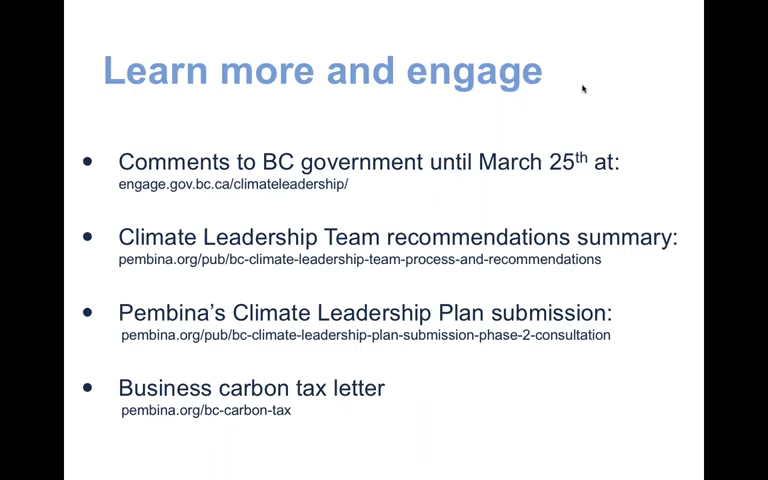 Learn more and engage
• Comments to BC government until March 25th at:
engage.gov.bc.ca/climateleadership/
• Climate Leadership Team recommendations summary:
pembina.org/pub/bc-climate-leadership-team-process-and-recommendations
• Pembina’s Climate Leadership Plan submission:
pembina.org/pub/bc-climate-leadership-plan-submission-phase-2-consultation
• Business carbon tax letter
pembina.org/bc-carbon-tax